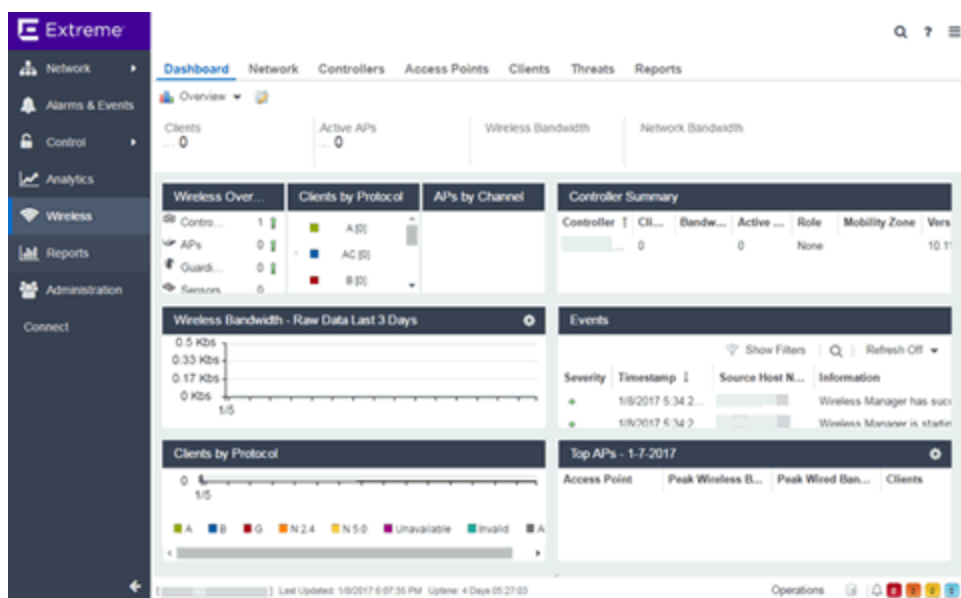 Extreme
Network
Alarms & Events
Control
Analytics
Wireless
Reports
Administration
Connect
?
Dashboard Network Controllers Access Points Clients Threats Reports
Overview
Clients
... 0
Active APs
... 0
Wireless Bandwidth
Network Bandwidth
Wireless Over...
Contro... 1
APs 0
Guardi... 0
Sensors 0
Clients by Protocol
A [0]
AC [0]
B [0]
APs by Channel
Controller Summary
Controller Cli... Bandw... Active ... Role Mobility Zone Vers
... 0 0 None 10.1
Wireless Bandwidth - Raw Data Last 3 Days
0.5 Kbs
0.33 Kbs
0.17 Kbs
0 Kbs
1/5
Events
Show Filters Refresh Off
Severity Timestamp Source Host N... Information
1/8/2017 5:34:2... Wireless Manager has succ
1/8/2017 5:34:2 Wireless Manager is startin
Clients by Protocol
0
1/5
A B G N 2.4 N 5.0 Unavailable Invalid A
Top APs - 1-7-2017
Access Point Peak Wireless B... Peak Wired Ban... Clients
[ ] Last Updated: 1/8/2017 6:07:35 PM Uptime: 4 Days 05:27:03
Operations 0 0 0 0